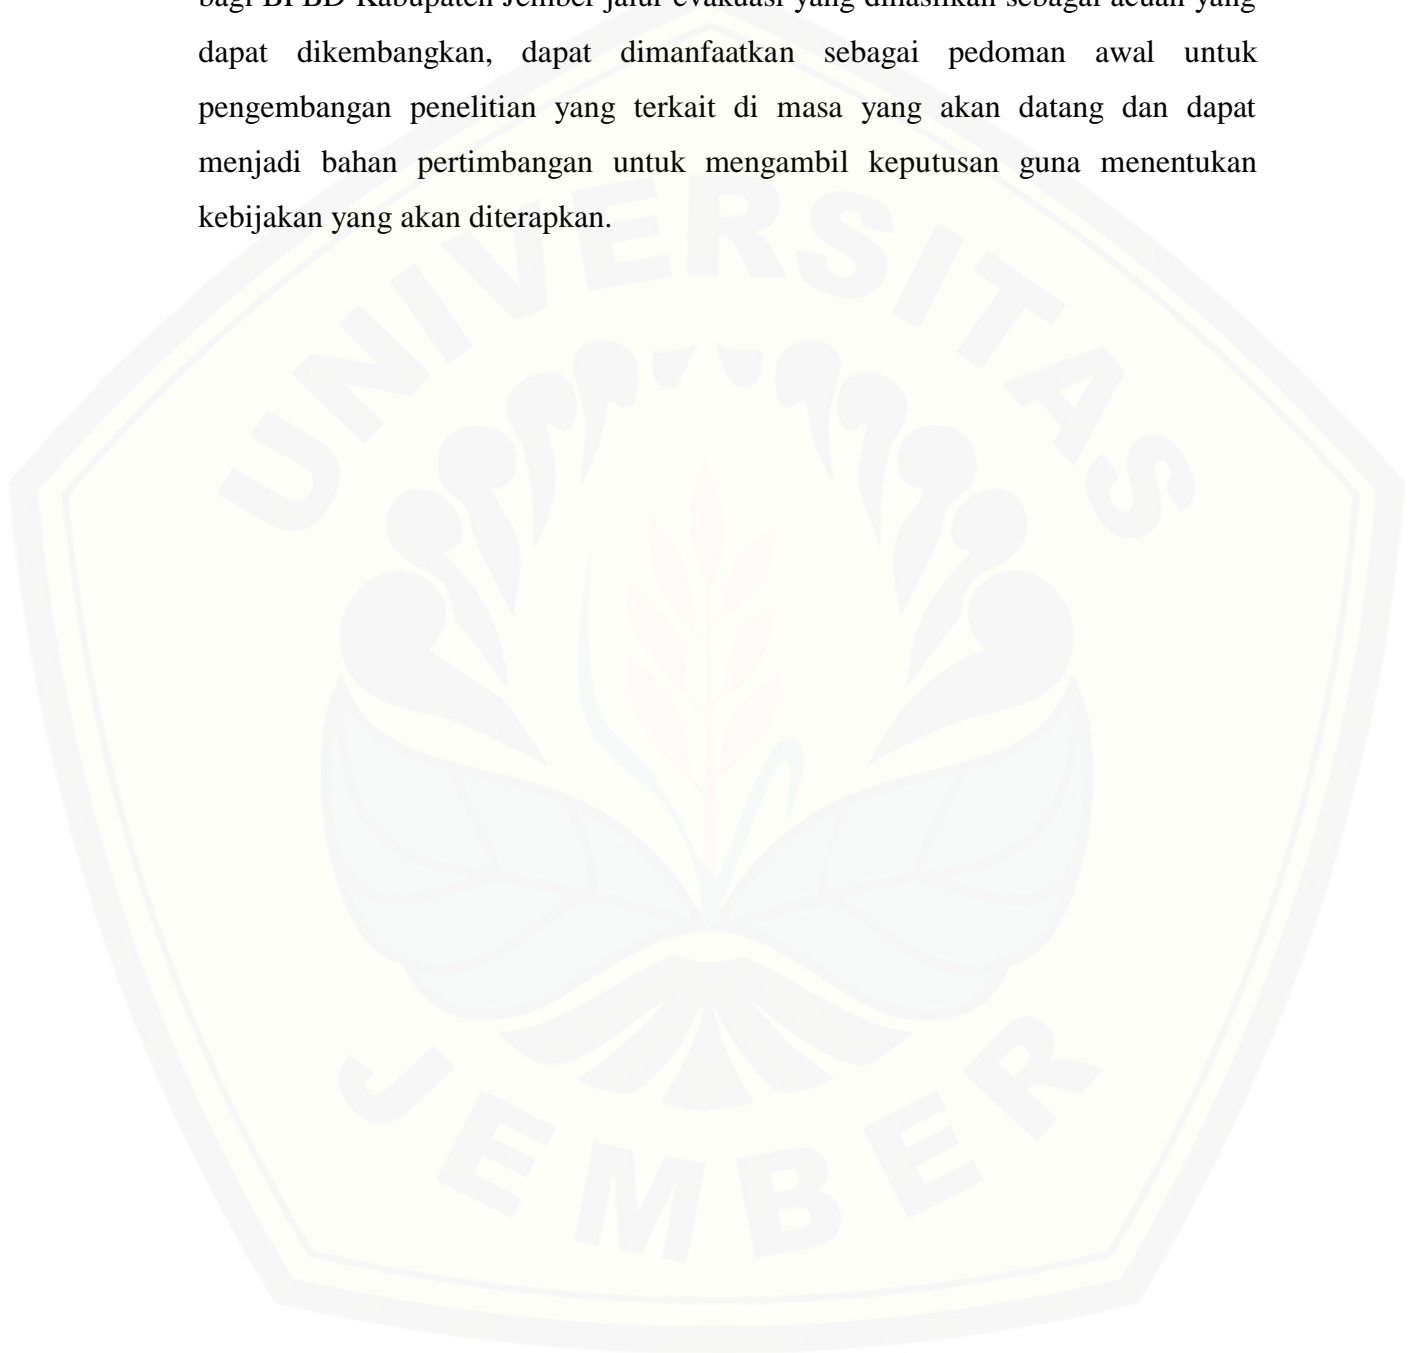 bagi BPBD Kabupaten Jember jalur evakuasi yang dihasilkan sebagai acuan yang
dapat dikembangkan, dapat dimanfaatkan sebagai pedoman awal untuk
pengembangan penelitian yang terkait di masa yang akan datang dan dapat
menjadi bahan pertimbangan untuk mengambil keputusan guna menentukan
kebijakan yang akan diterapkan.
UNIVERSITAS
JEMBER